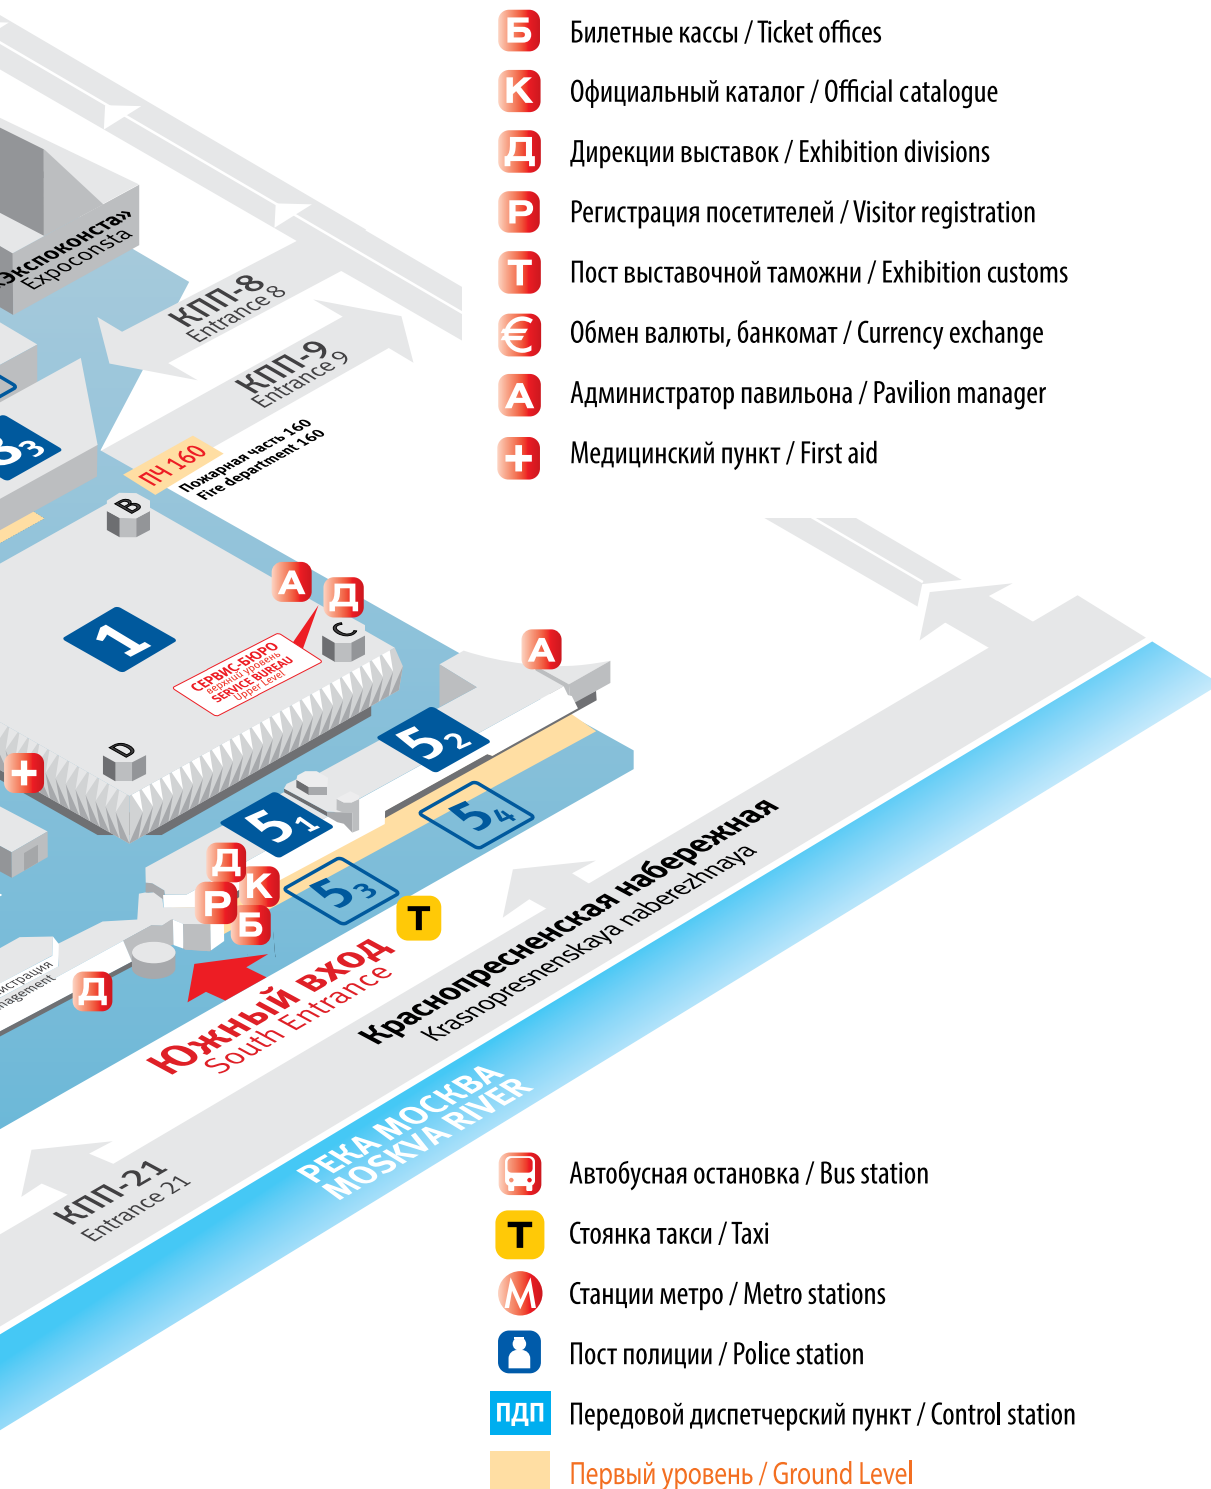 Б Билетные кассы / Ticket offices
К Официальный каталог / Official catalogue
Д Дирекции выставок / Exhibition divisions
Р Регистрация посетителей / Visitor registration
Т Пост выставочной таможни / Exhibition customs
€ Обмен валюты, банкомат / Currency exchange
А Администратор павильона / Pavilion manager
Медицинский пункт / First aid
Экспоконста»
Expoconsta
КПП-8
Entrance 8
КПП-9
Entrance 9
ПЧ 160
Пожарная часть 160
Fire department 160
3
B
А
Д
C
1
СЕРВИС-БЮРО
верхний уровень
SERVICE BUREAU
Upper Level
А
D
5 2
5 1
5 4
5 3
Д
К
Р
Б
Т
Д
Южный вход
South Entrance
Краснопресненская набережная
Krasnopresnenskaya naberezhnaya
РЕКА МОСКВА
MOSKVA RIVER
КПП-21
Entrance 21
Автобусная остановка / Bus station
Т Стоянка такси / Taxi
М Станции метро / Metro stations
Пост полиции / Police station
ПДП Передовой диспетчерский пункт / Control station
Первый уровень / Ground Level